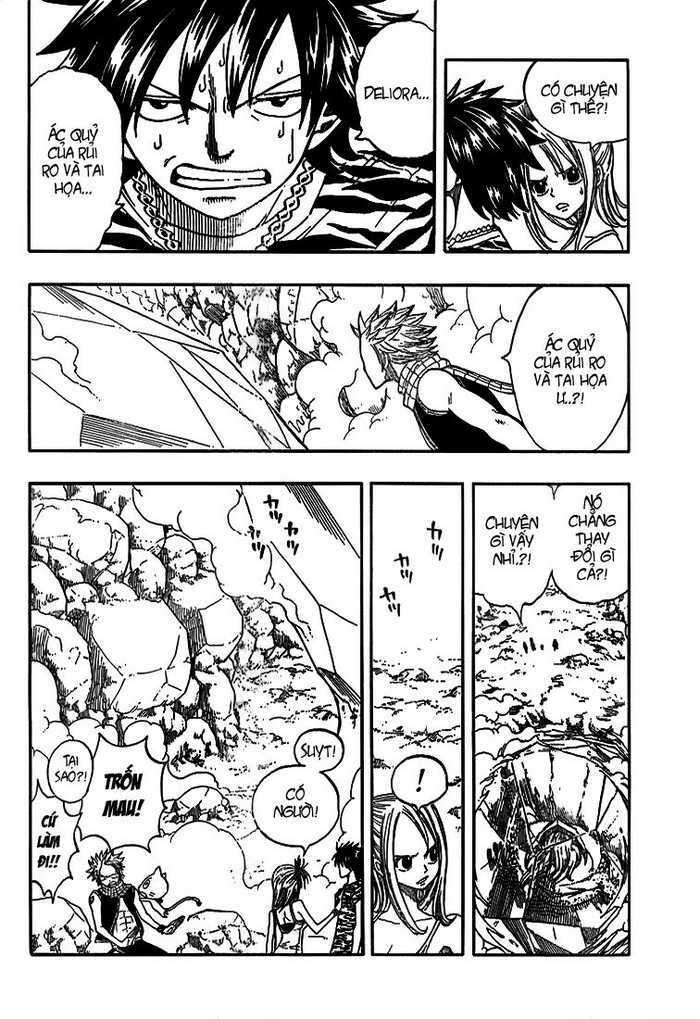 CÓ CHUYỆN
GÌ THẾ?!
DELIORA...
ÁC QUỶ
CỦA RỦI
RO VÀ TAI
HỌA...
ÁC QUỶ
CỦA RỦI RO
VÀ TAI HỌA
Ư..?!
NÓ
CHẲNG
THAY
ĐỔI GÌ
CẢ?!
CHUYỆN
GÌ VẤY
NHỈ.?!
!
SUỴT!
CÓ
NGƯỜI!
TRỐN
MAU!
TẠI
SAO?!
CỨ
LÀM
ĐI!!